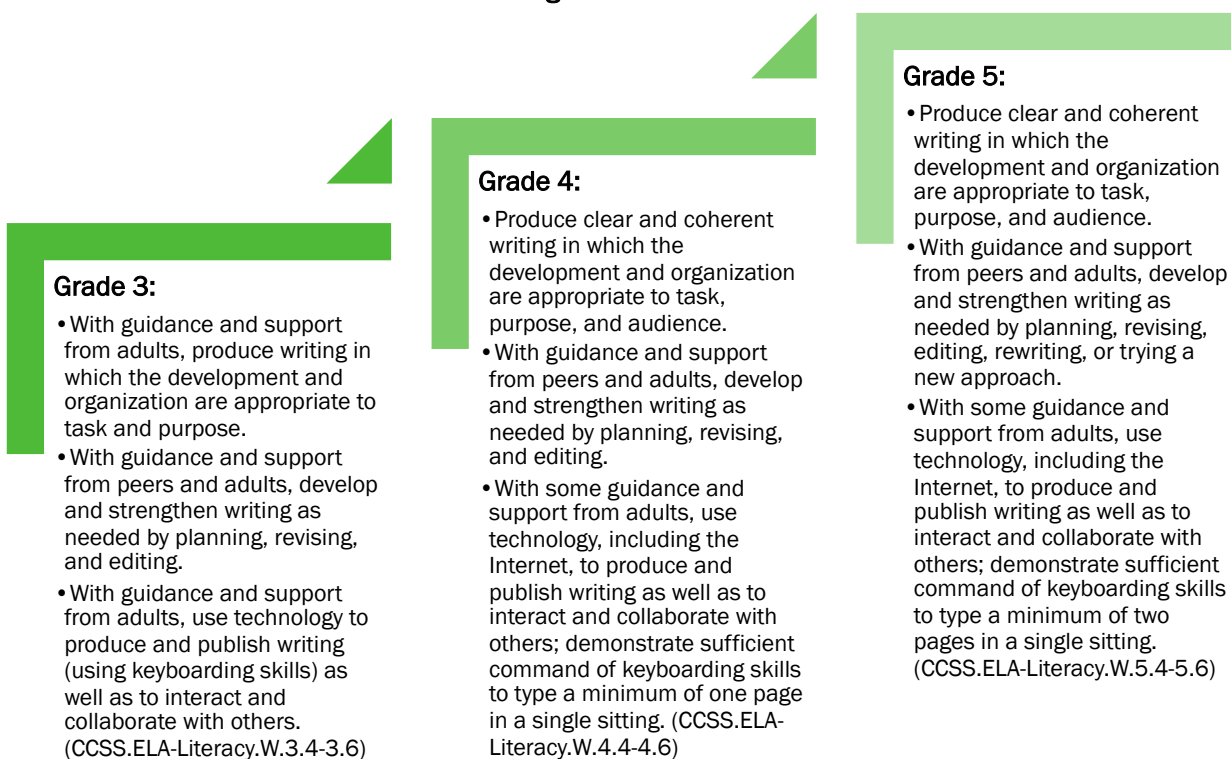 Grade 3:
•With guidance and support
from adults, produce writing in
which the development and
organization are appropriate to
task and purpose.
•With guidance and support
from peers and adults, develop
and strengthen writing as
needed by planning, revising,
and editing.
•With guidance and support
from adults, use technology to
produce and publish writing
(using keyboarding skills) as
well as to interact and
collaborate with others.
(CCSS.ELA-Literacy.W.3.4-3.6)
Grade 4:
•Produce clear and coherent
writing in which the
development and organization
are appropriate to task,
purpose, and audience.
•With guidance and support
from peers and adults, develop
and strengthen writing as
needed by planning, revising,
and editing.
•With some guidance and
support from adults, use
technology, including the
Internet, to produce and
publish writing as well as to
interact and collaborate with
others; demonstrate sufficient
command of keyboarding skills
to type a minimum of one page
in a single sitting. (CCSS.ELA-
Literacy.W.4.4-4.6)
Grade 5:
•Produce clear and coherent
writing in which the
development and organization
are appropriate to task,
purpose, and audience.
•With guidance and support
from peers and adults, develop
and strengthen writing as
needed by planning, revising,
editing, rewriting, or trying a
new approach.
•With some guidance and
support from adults, use
technology, including the
Internet, to produce and
publish writing as well as to
interact and collaborate with
others; demonstrate sufficient
command of keyboarding skills
to type a minimum of two
pages in a single sitting.
(CCSS.ELA-Literacy.W.5.4-5.6)